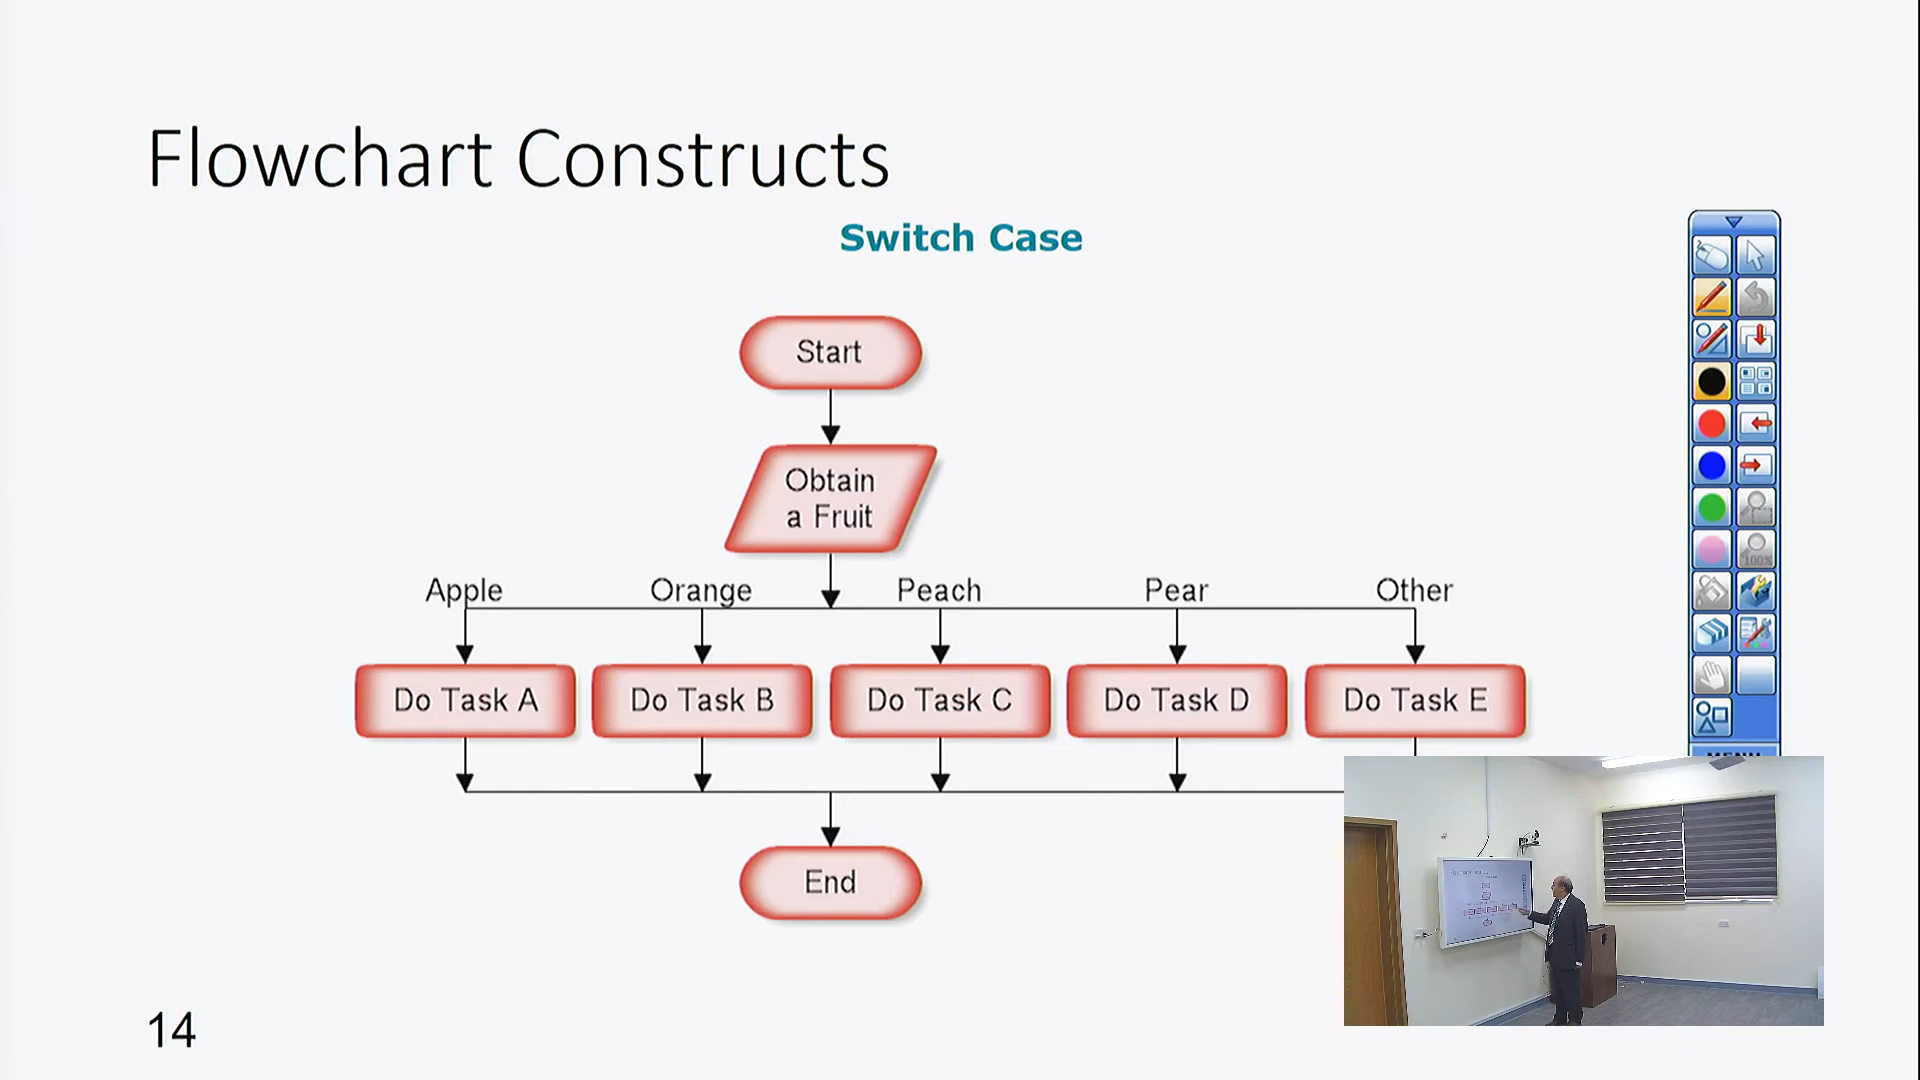 Flowchart Constructs
Switch Case
Start
Obtain
a Fruit
Apple Orange Peach Pear Other
Do Task A Do Task B Do Task C Do Task D Do Task E
End
100%
14